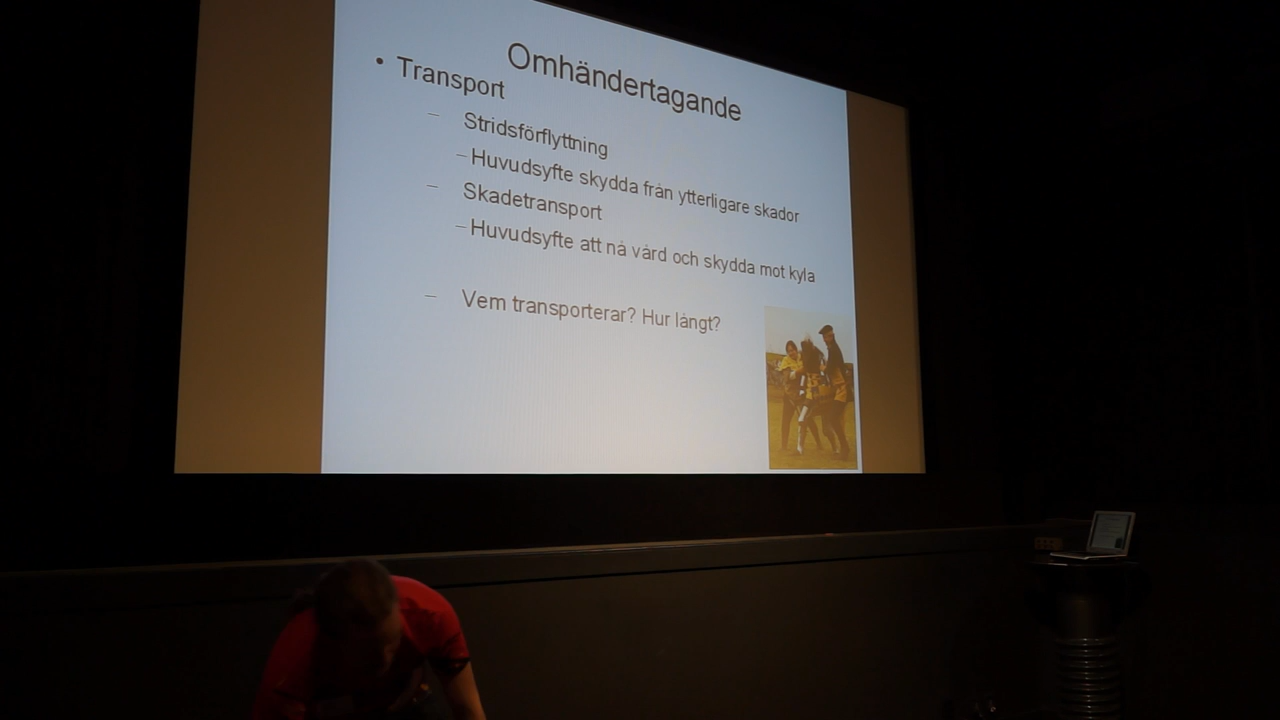 Omhändertagande
• Transport
– Stridsförflyttning
– Huvudsyfte skydda från ytterligare skador
– Skadetransport
– Huvudsyfte att nå vård och skydda mot kyla
– Vem transporterar? Hur långt?